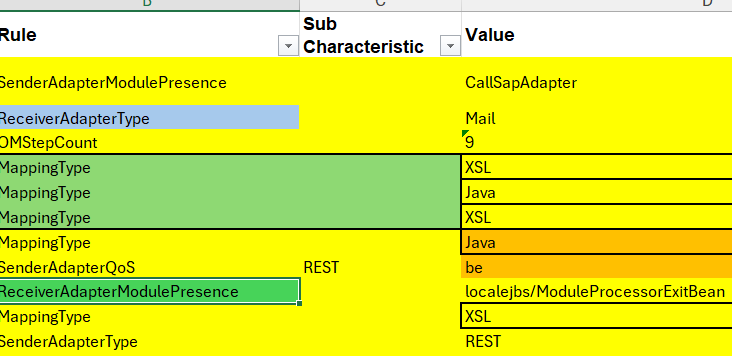 B C D
Rule
Sub
Characteristic
Value
SenderAdapterModulePresence CallSapAdapter
ReceiverAdapterType Mail
OMStepCount 9
MappingType XSL
MappingType Java
MappingType XSL
MappingType Java
SenderAdapterQoS REST be
ReceiverAdapterModulePresence localejbs/ModuleProcessorExitBean
MappingType XSL
SenderAdapterType REST